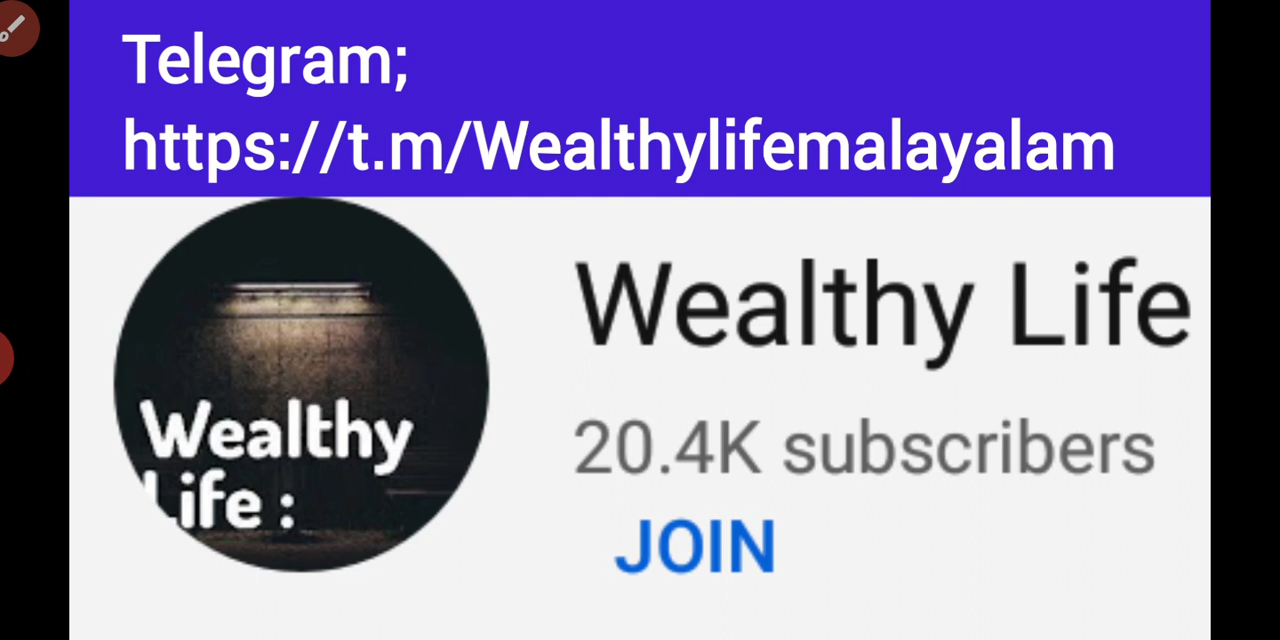 Telegram;
https://t.m/Wealthylifemalayalam
Wealthy Life
20.4K subscribers
JOIN
Wealthy
Life :